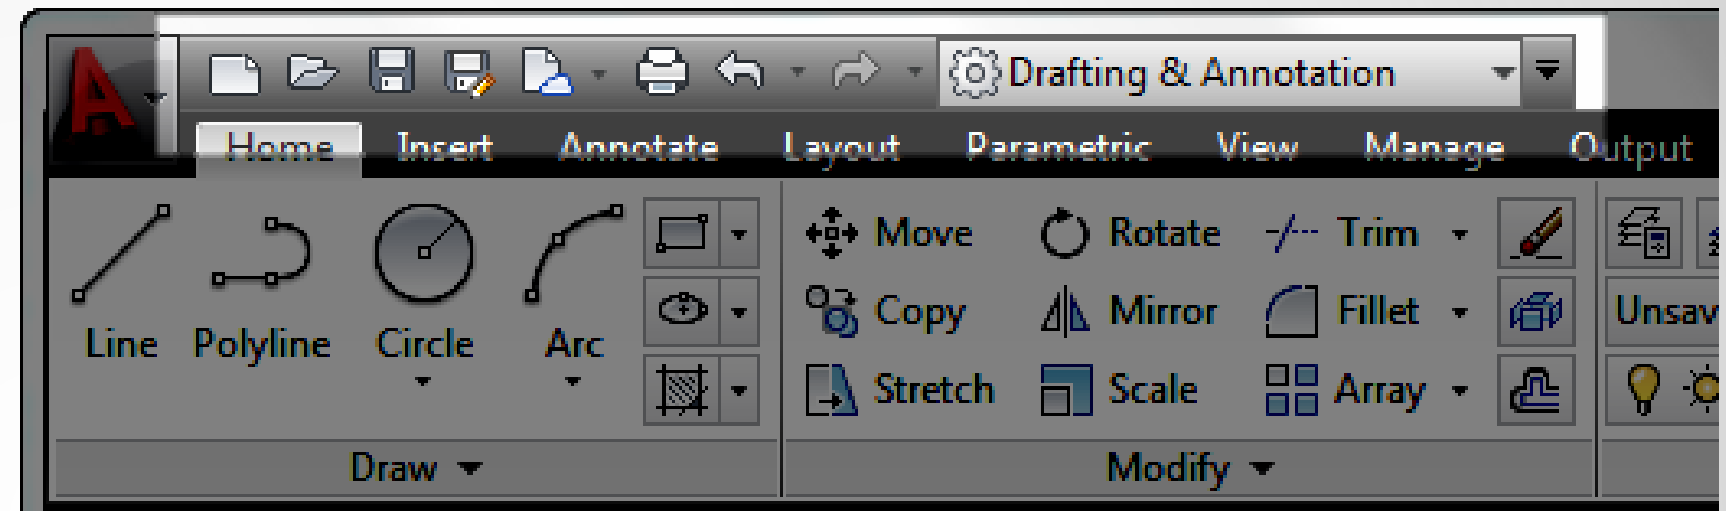 Drafting & Annotation
Home Insert Annotate Layout Parametric View Manage Output
Move Rotate Trim
Copy Mirror Fillet Unsav
Line Polyline Circle Arc
Stretch Scale Array
Draw Modify